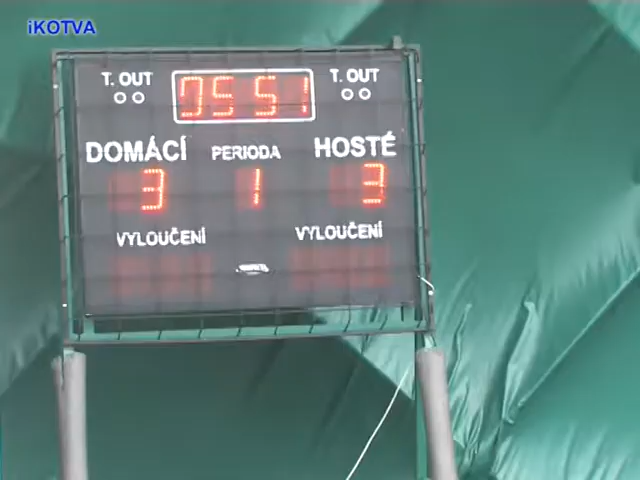 iKOTVA
T. OUT T. OUT
05 51
DOMÁCÍ PERIODA HOSTÉ
3 1 3
VYLOUČENÍ VYLOUČENÍ